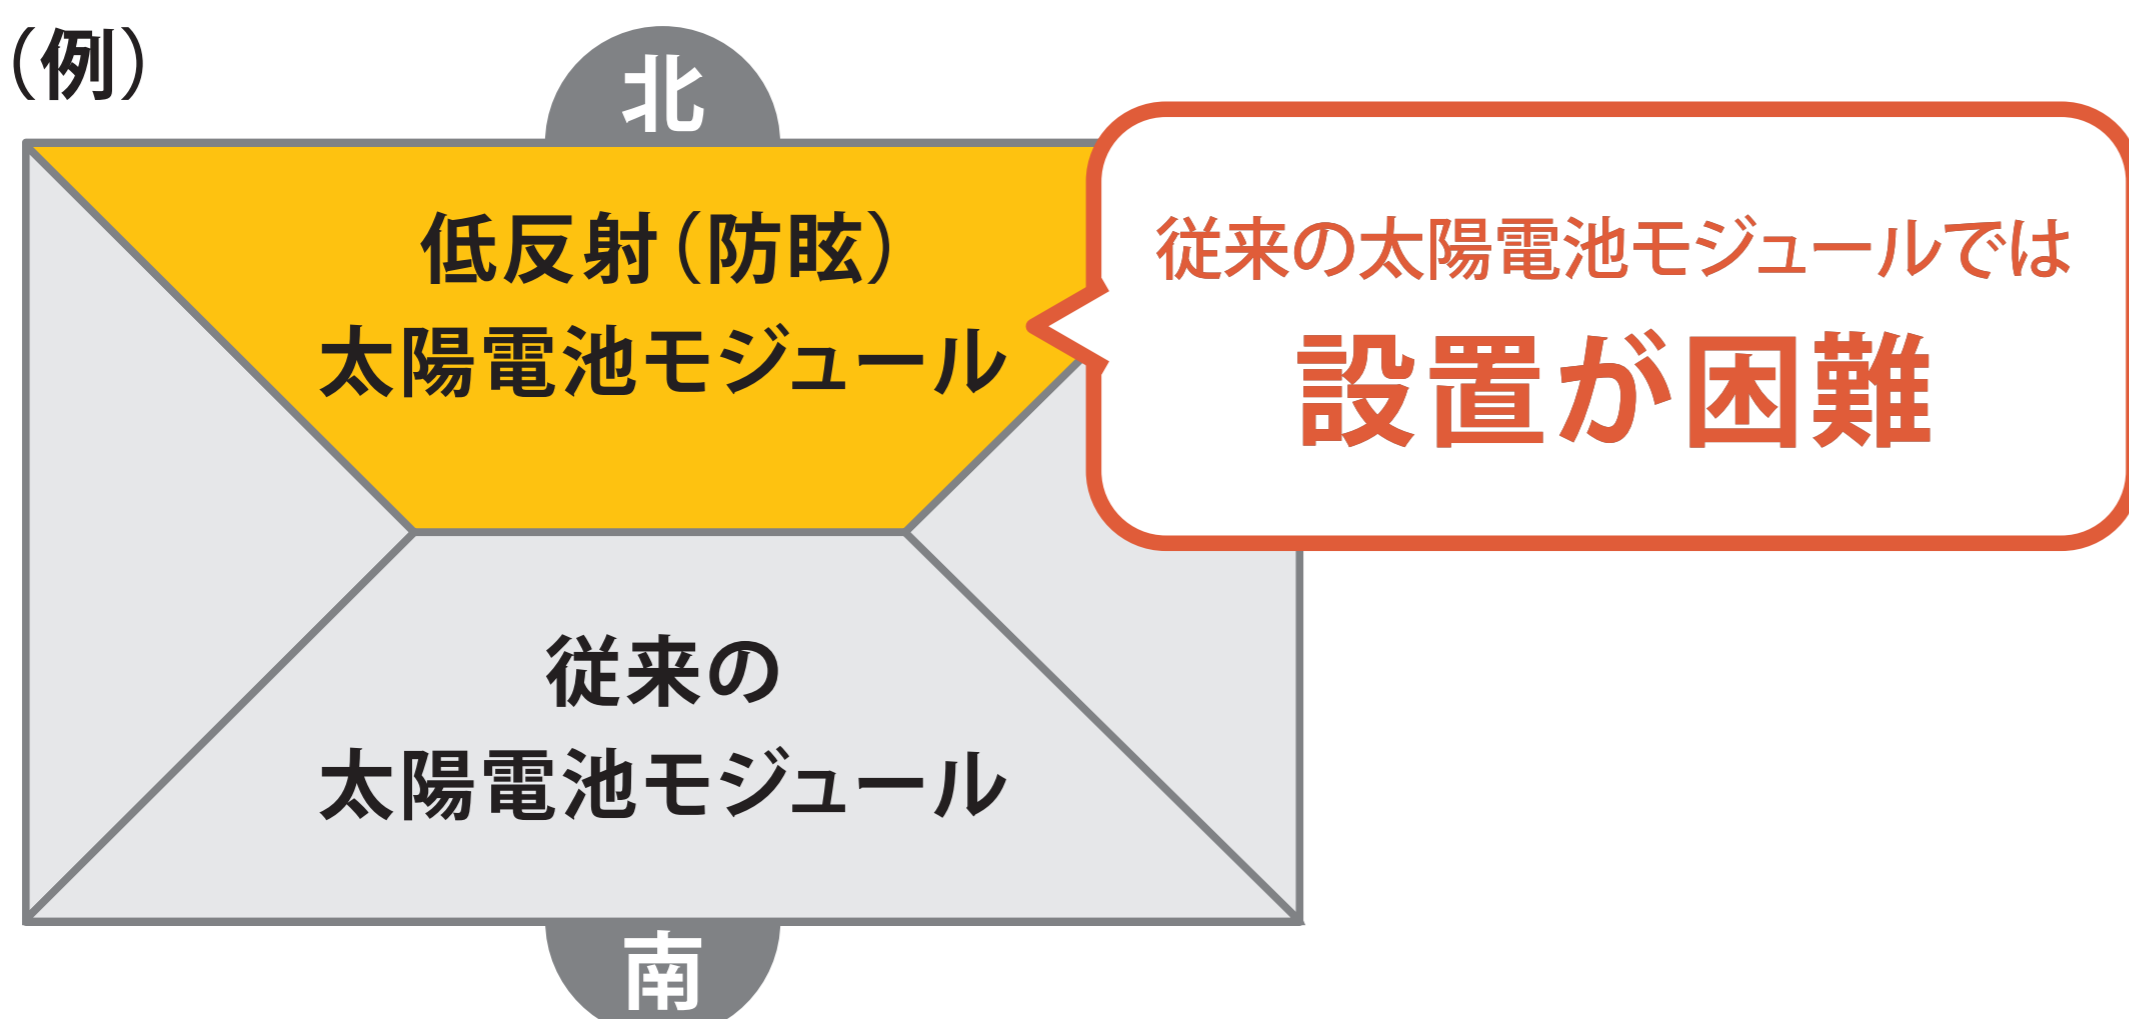 （例）
北
低反射（防眩）
太陽電池モジュール
従来の太陽電池モジュールでは
設置が困難
従来の
太陽電池モジュール
南